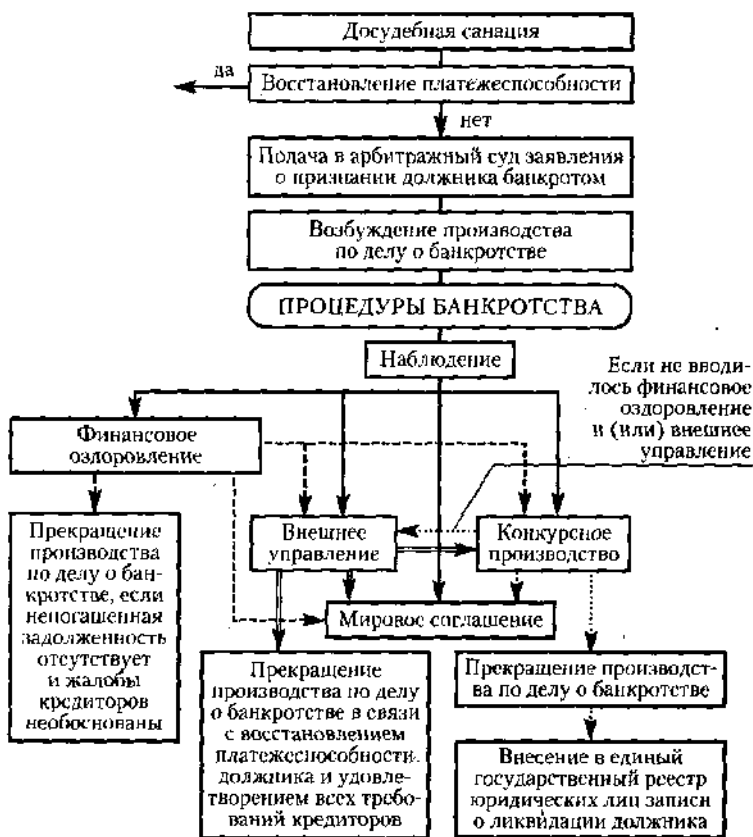 Досудебная санация
да
Восстановление платежеспособности
нет
Подача в арбитражный суд заявления
о признании должника банкротом
Возбуждение производства
по делу о банкротстве
ПРОЦЕДУРЫ БАНКРОТСТВА
Наблюдение
Если не вводи-
лось финансовое
оздоровление
и (или) внешнее
управление
Финансовое
оздоровление
Внешнее
управление
Конкурсное
производство
Прекращение
производства
по делу о бан-
кротстве, если
непогашенная
задолженность
отсутствует
и жалобы
кредиторов
необоснованы
Мировое соглашение
Прекращение
производства по делу
о банкротстве в связи
с восстановлением
платежеспособности
должника и удовле-
творением всех требо-
ваний кредиторов
Прекращение производст-
ва по делу о банкротстве
Внесение в единый
государственный реестр
юридических лиц записи
о ликвидации должника